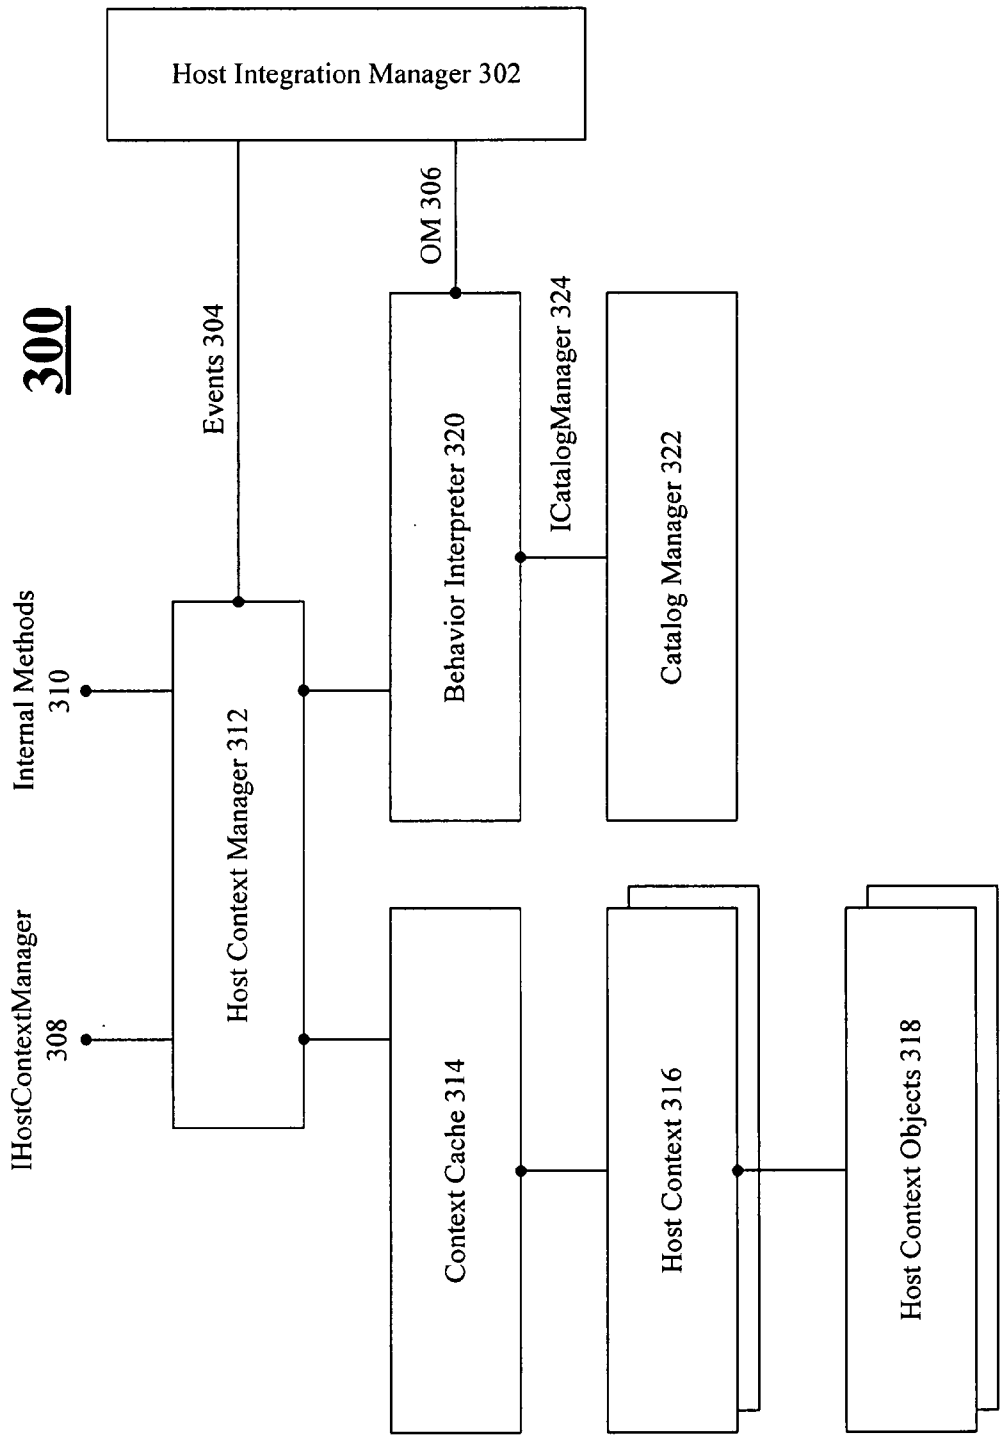 300
IHostContextManager
308
Internal Methods
310
Host Context Manager 312
Events 304
Host Integration Manager 302
OM 306
Context Cache 314
Behavior Interpreter 320
ICatalogManager 324
Host Context 316
Catalog Manager 322
Host Context Objects 318